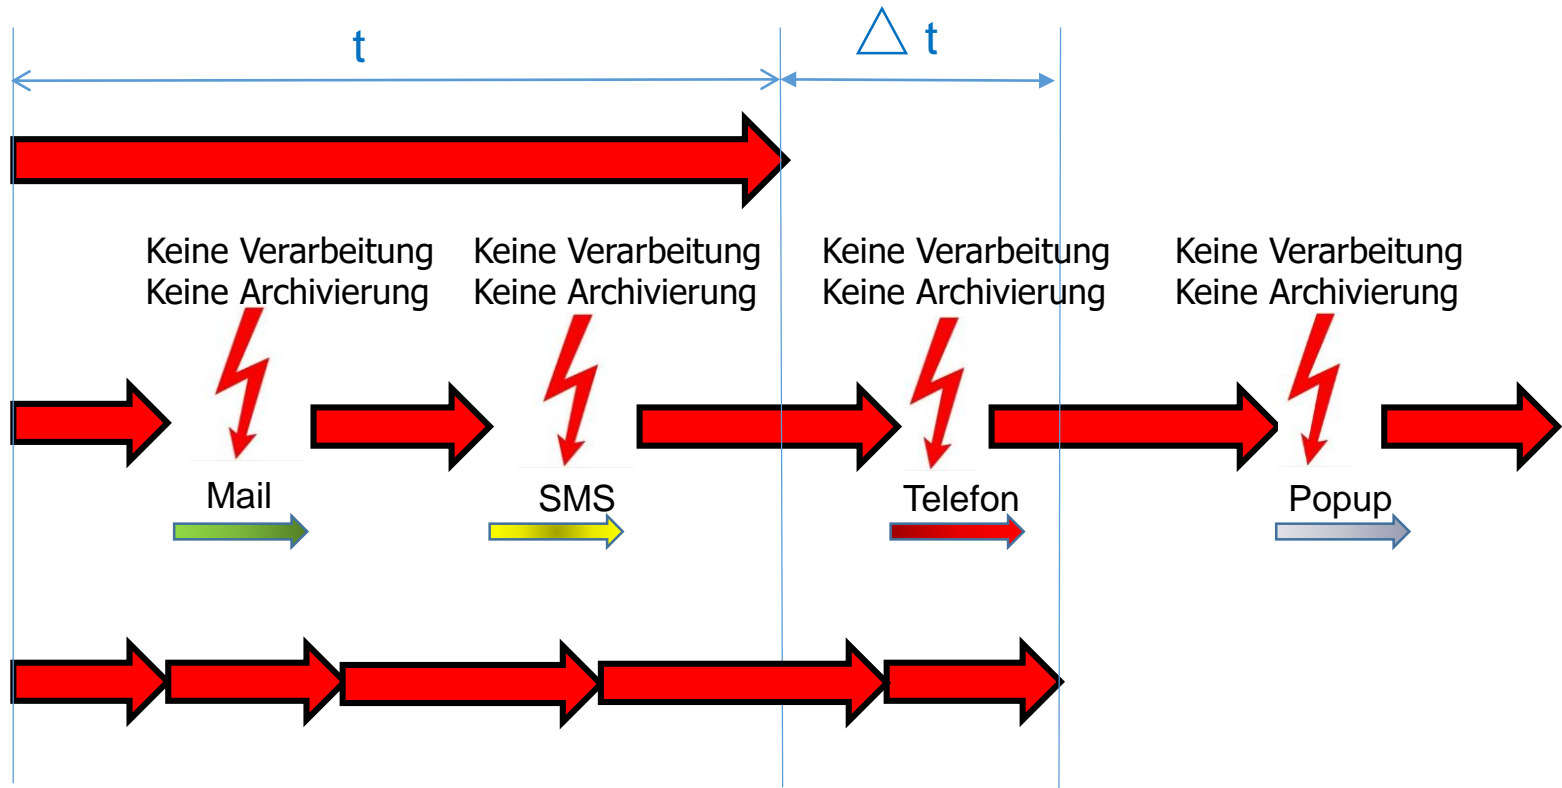 t
△ t
Keine Verarbeitung
Keine Archivierung
Keine Verarbeitung
Keine Archivierung
Keine Verarbeitung
Keine Archivierung
Keine Verarbeitung
Keine Archivierung
Mail
SMS
Telefon
Popup